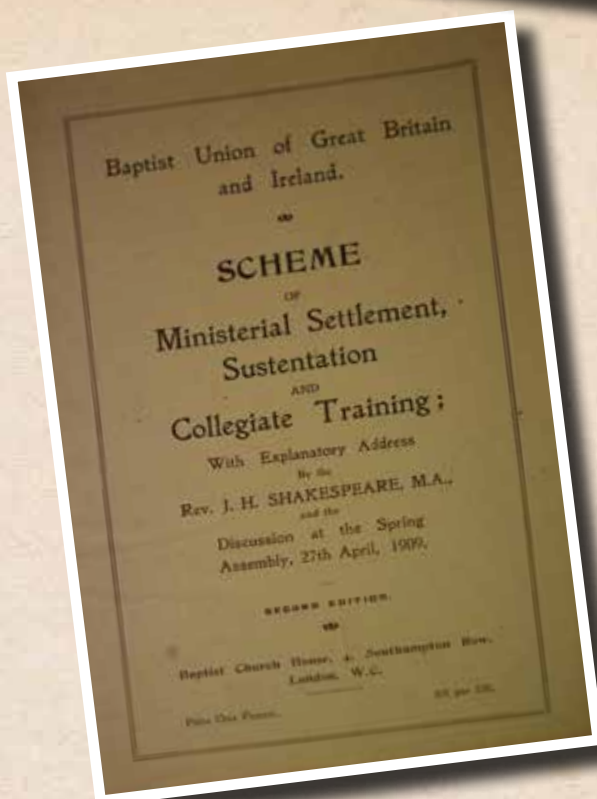 Baptist Union of Great Britain
and Ireland.
SCHEME
OF
Ministerial Settlement,
Sustentation
AND
Collegiate Training;
With Explanatory Address
By the
Rev. J. H. SHAKESPEARE, M.A.,
and the
Discussion at the Spring
Assembly, 27th April, 1909.
SECOND EDITION.
Baptist Church House, 4, Southampton Row,
London, W.C.
Price One Penny.
per 100.